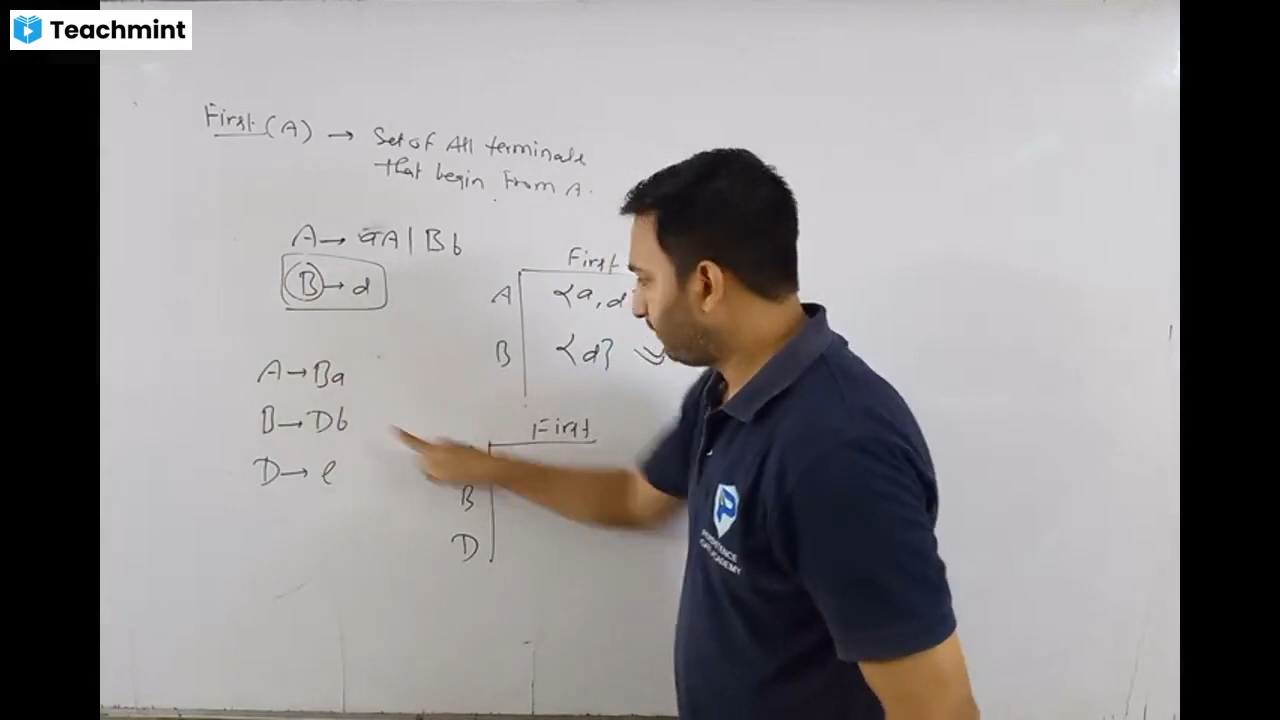 Teachmint
First (A) → Set of All terminals
that begin From A.
A → aA | Bb
B → d
First
A {a, d
B {d}
A → Ba
B → Db
D → e
First
B
D